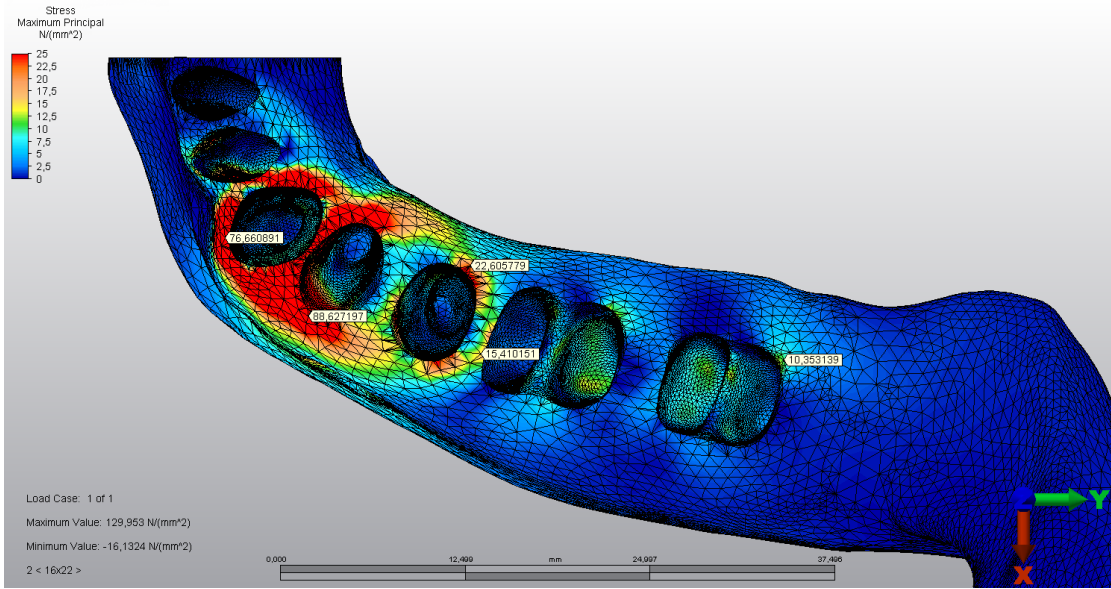 Stress
Maximum Principal
N/(mm^2)
25
22,5
20
17,5
15
12,5
10
7,5
5
2,5
0
76,660891
22,605779
88,627197
15,410151
10,353139
Load Case: 1 of 1
Maximum Value: 129,953 N/(mm^2)
Minimum Value: -16,1324 N/(mm^2)
2 < 16x22 >
0,000 12,499 mm 24,997 37,496
Y
X